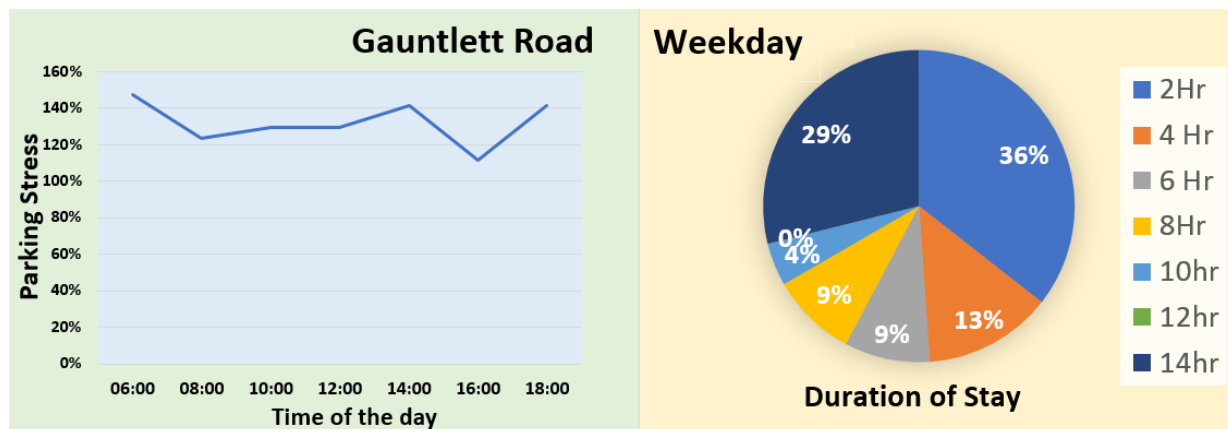 Gauntlett Road
160%
140%
120%
100%
80%
60%
40%
20%
0%
Parking Stress
06:00 08:00 10:00 12:00 14:00 16:00 18:00
Time of the day
Weekday
36%
13%
9%
9%
4%
0%
29%
Duration of Stay
2Hr
4 Hr
6 Hr
8Hr
10hr
12hr
14hr